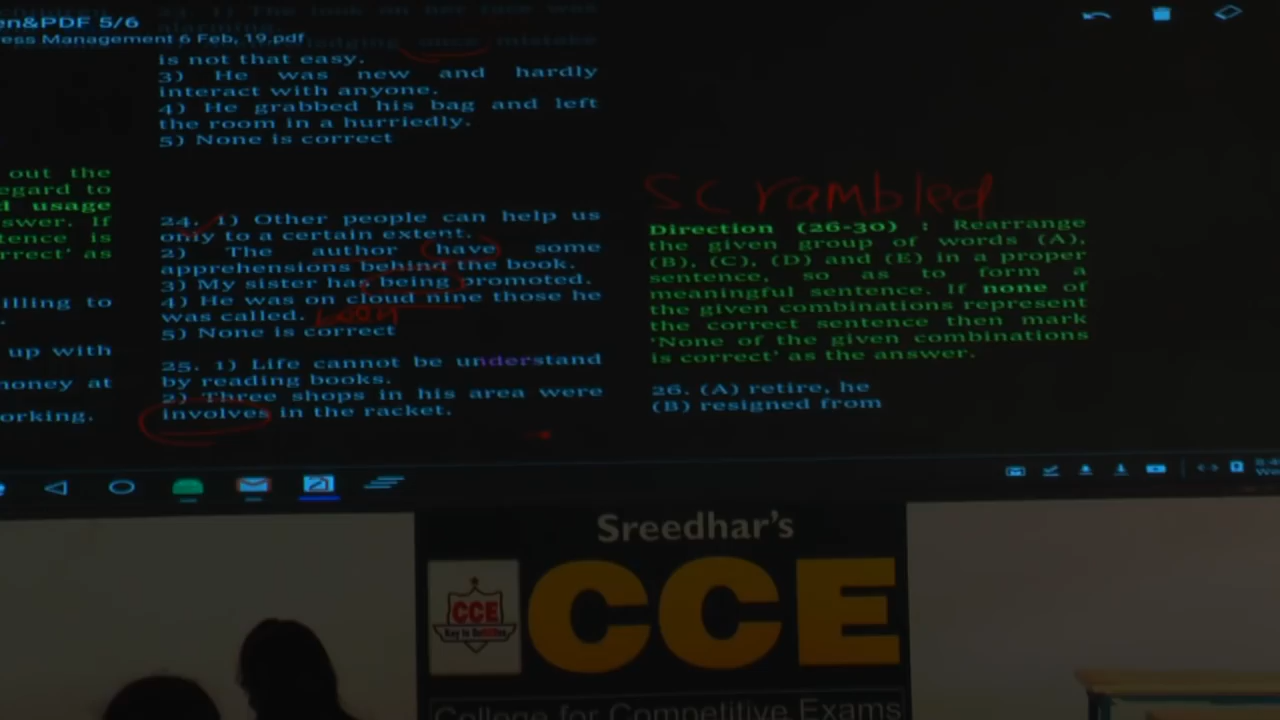 en&PDF 5/6
ess Management 6 Feb, 19.pdf
is not that easy.
3) He was new and hardly
interact with anyone.
4) He grabbed his bag and left
the room in a hurriedly.
5) None is correct
out the
egard to
d usage
swer. If
tence is
rrect' as
illing to
up with
money at
orking.
24. 1) Other people can help us
only to a certain extent.
2) The author have some
apprehensions behind the book.
3) My sister has being promoted.
4) He was on cloud nine those he
was called.
5) None is correct
25. 1) Life cannot be understand
by reading books.
2) Three shops in his area were
involves in the racket.
Scrambled
Direction (26-30) : Rearrange
the given group of words (A),
(B), (C), (D) and (E) in a proper
sentence, so as to form a
meaningful sentence. If none of
the given combinations represent
the correct sentence then mark
'None of the given combinations
is correct' as the answer.
26. (A) retire, he
(B) resigned from
Sreedhar's
CCE
CCE
College for Competitive Exams